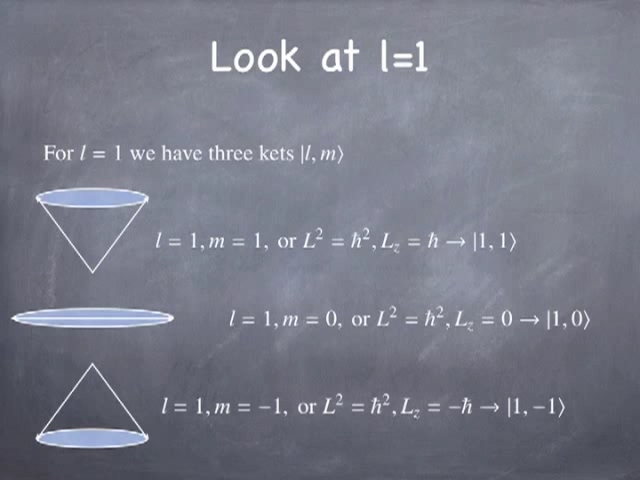 Look at l=1
For l = 1 we have three kets |l, m⟩
l = 1, m = 1, or L² = ħ², L_z = ħ → |1, 1⟩
l = 1, m = 0, or L² = ħ², L_z = 0 → |1, 0⟩
l = 1, m = −1, or L² = ħ², L_z = −ħ → |1, −1⟩